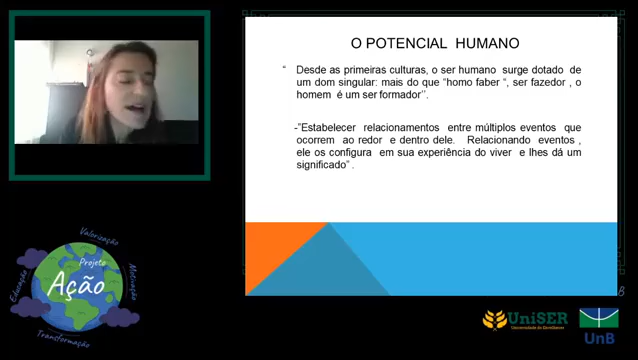 O POTENCIAL HUMANO
“ Desde as primeiras culturas, o ser humano surge dotado de
um dom singular: mais do que “homo faber “, ser fazedor , o
homem é um ser formador’’.
-”Estabelecer relacionamentos entre múltiplos eventos que
ocorrem ao redor e dentro dele. Relacionando eventos ,
ele os configura em sua experiência do viver e lhes dá um
significado” .
Valorização
Projeto
Ação
Educação
Motivação
Transformação
UniSER
Universidade do Envelhecer
UnB